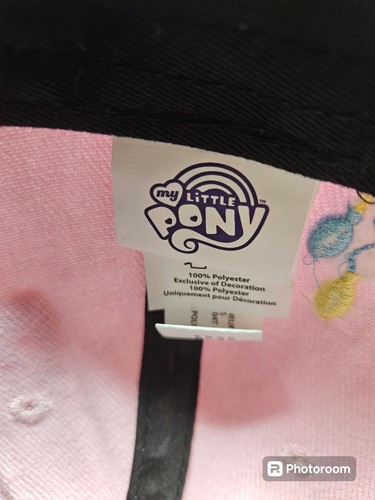 my
LiTTLE
PONY
™
100% Polyester
Exclusive of Decoration
100% Polyester
Uniquement pour Décoration
Photoroom